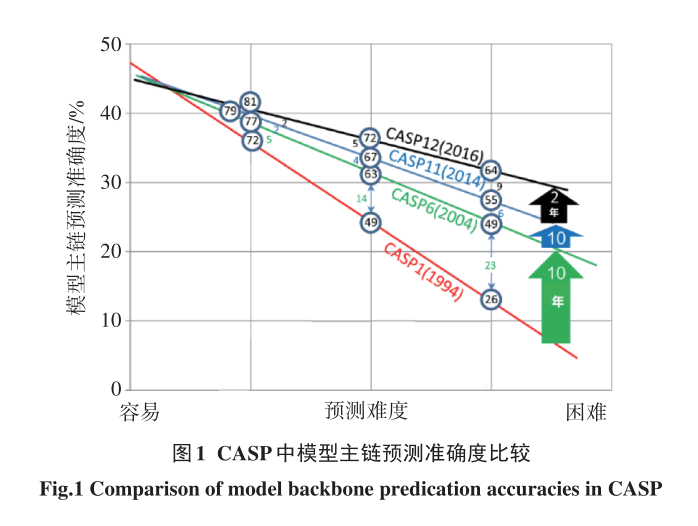 模型主链预测准确度/%
50
40
30
20
10
0
79
81
77
72
2
2
5
72
67
63
49
5
4
14
64
55
49
26
9
6
23
CASP12(2016)
CASP11(2014)
CASP6(2004)
CASP1(1994)
2
年
10
10
年
容易
预测难度
困难
图1 CASP中模型主链预测准确度比较
Fig.1 Comparison of model backbone predication accuracies in CASP